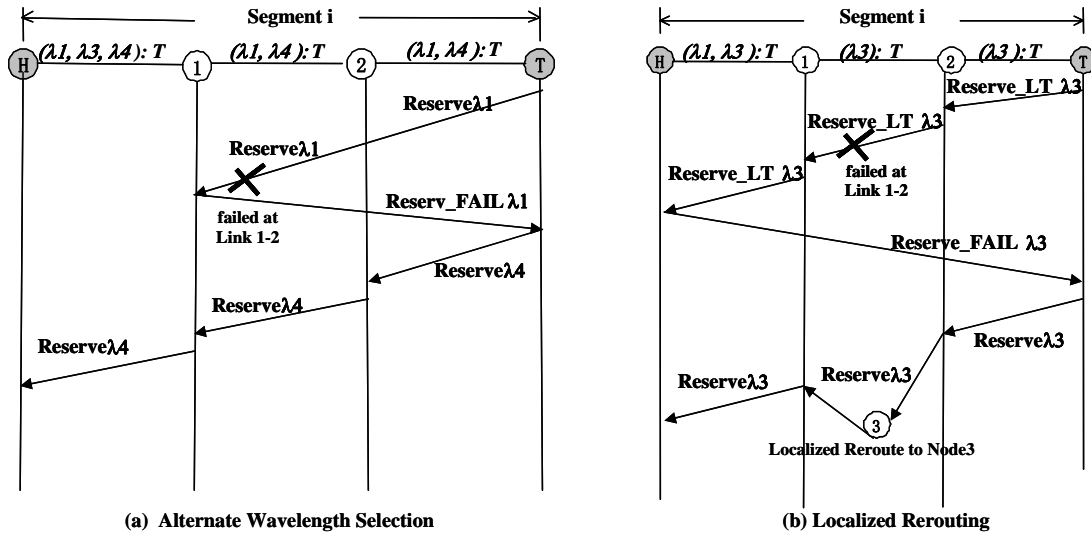 Segment i
(λ1, λ3, λ4): T
(λ1, λ4): T
(λ1, λ4): T
H
1
2
T
Reserveλ1
Reserveλ1
failed at
Link 1-2
Reserv_FAIL λ1
Reserveλ4
Reserveλ4
Reserveλ4
(a) Alternate Wavelength Selection
Segment i
(λ1, λ3): T
(λ3): T
(λ3): T
H
1
2
T
Reserve_LT λ3
Reserve_LT λ3
failed at
Link 1-2
Reserve_LT λ3
Reserve_FAIL λ3
Reserveλ3
Reserveλ3
Reserveλ3
3
Localized Reroute to Node3
(b) Localized Rerouting